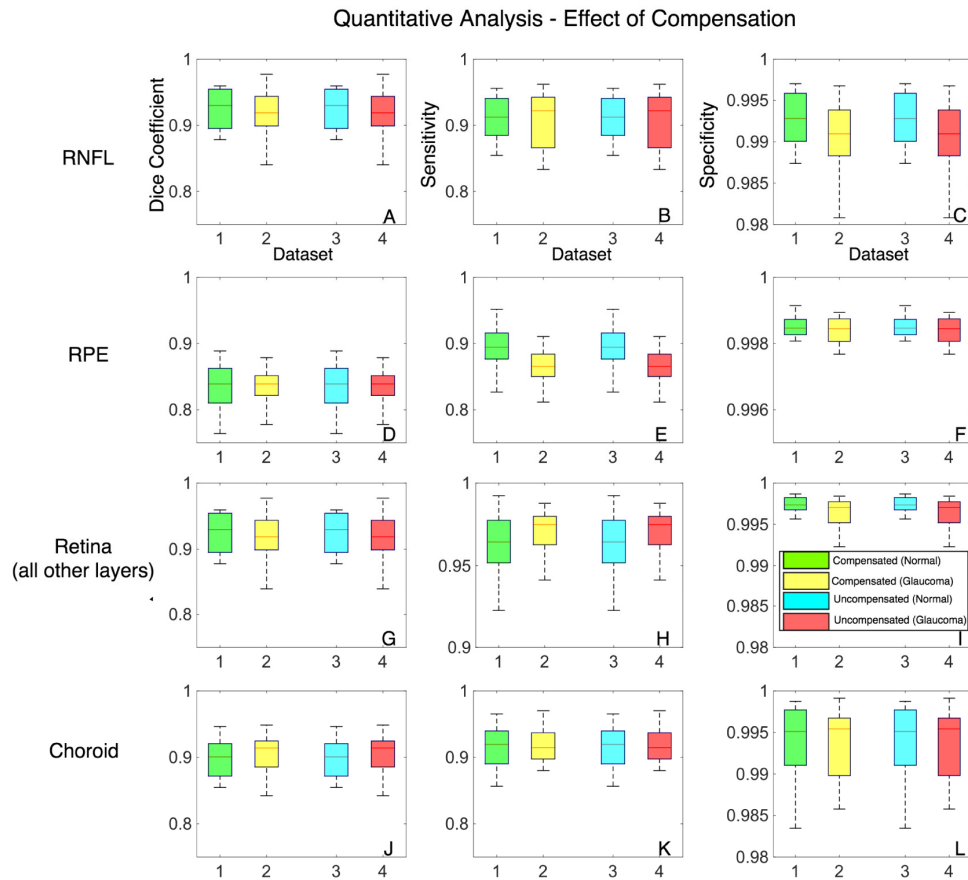 Quantitative Analysis - Effect of Compensation
RNFL
Dice Coefficient
1
0.9
0.8
A
1 2 3 4
Dataset
Sensitivity
1
0.9
0.8
B
1 2 3 4
Dataset
Specificity
1
0.995
0.99
0.985
0.98
C
1 2 3 4
Dataset
RPE
1
0.9
0.8
D
1 2 3 4
1
0.9
0.8
E
1 2 3 4
1
0.998
0.996
F
1 2 3 4
Retina
(all other layers)
1
0.9
0.8
G
1 2 3 4
1
0.95
0.9
H
1 2 3 4
1
0.995
0.99
0.985
0.98
Compensated (Normal)
Compensated (Glaucoma)
Uncompensated (Normal)
Uncompensated (Glaucoma)
I
1 2 3 4
Choroid
1
0.9
0.8
J
1 2 3 4
1
0.9
0.8
K
1 2 3 4
1
0.995
0.99
0.985
0.98
L
1 2 3 4